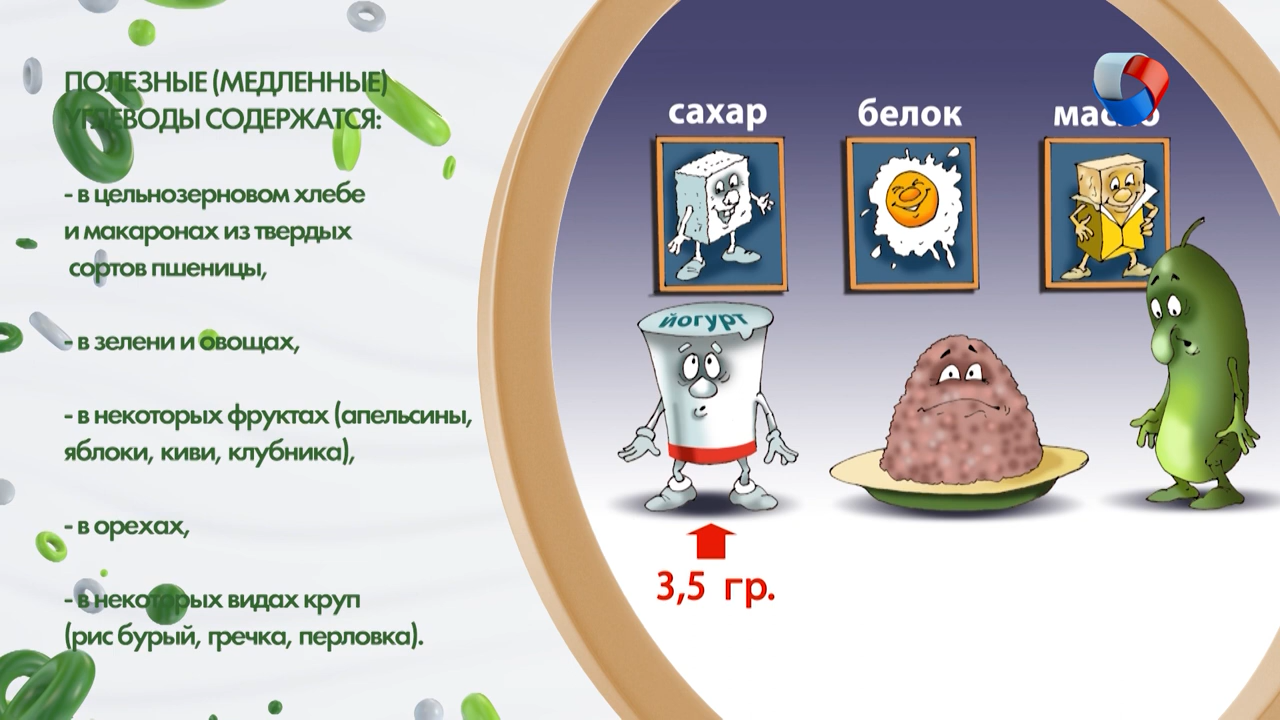 ПОЛЕЗНЫЕ (МЕДЛЕННЫЕ)
УГЛЕВОДЫ СОДЕРЖАТСЯ:
- в цельнозерновом хлебе
и макаронах из твердых
сортов пшеницы,
- в зелени и овощах,
- в некоторых фруктах (апельсины,
яблоки, киви, клубника),
- в орехах,
- в некоторых видах круп
(рис бурый, гречка, перловка).
сахар белок масло
йогурт
3,5 гр.